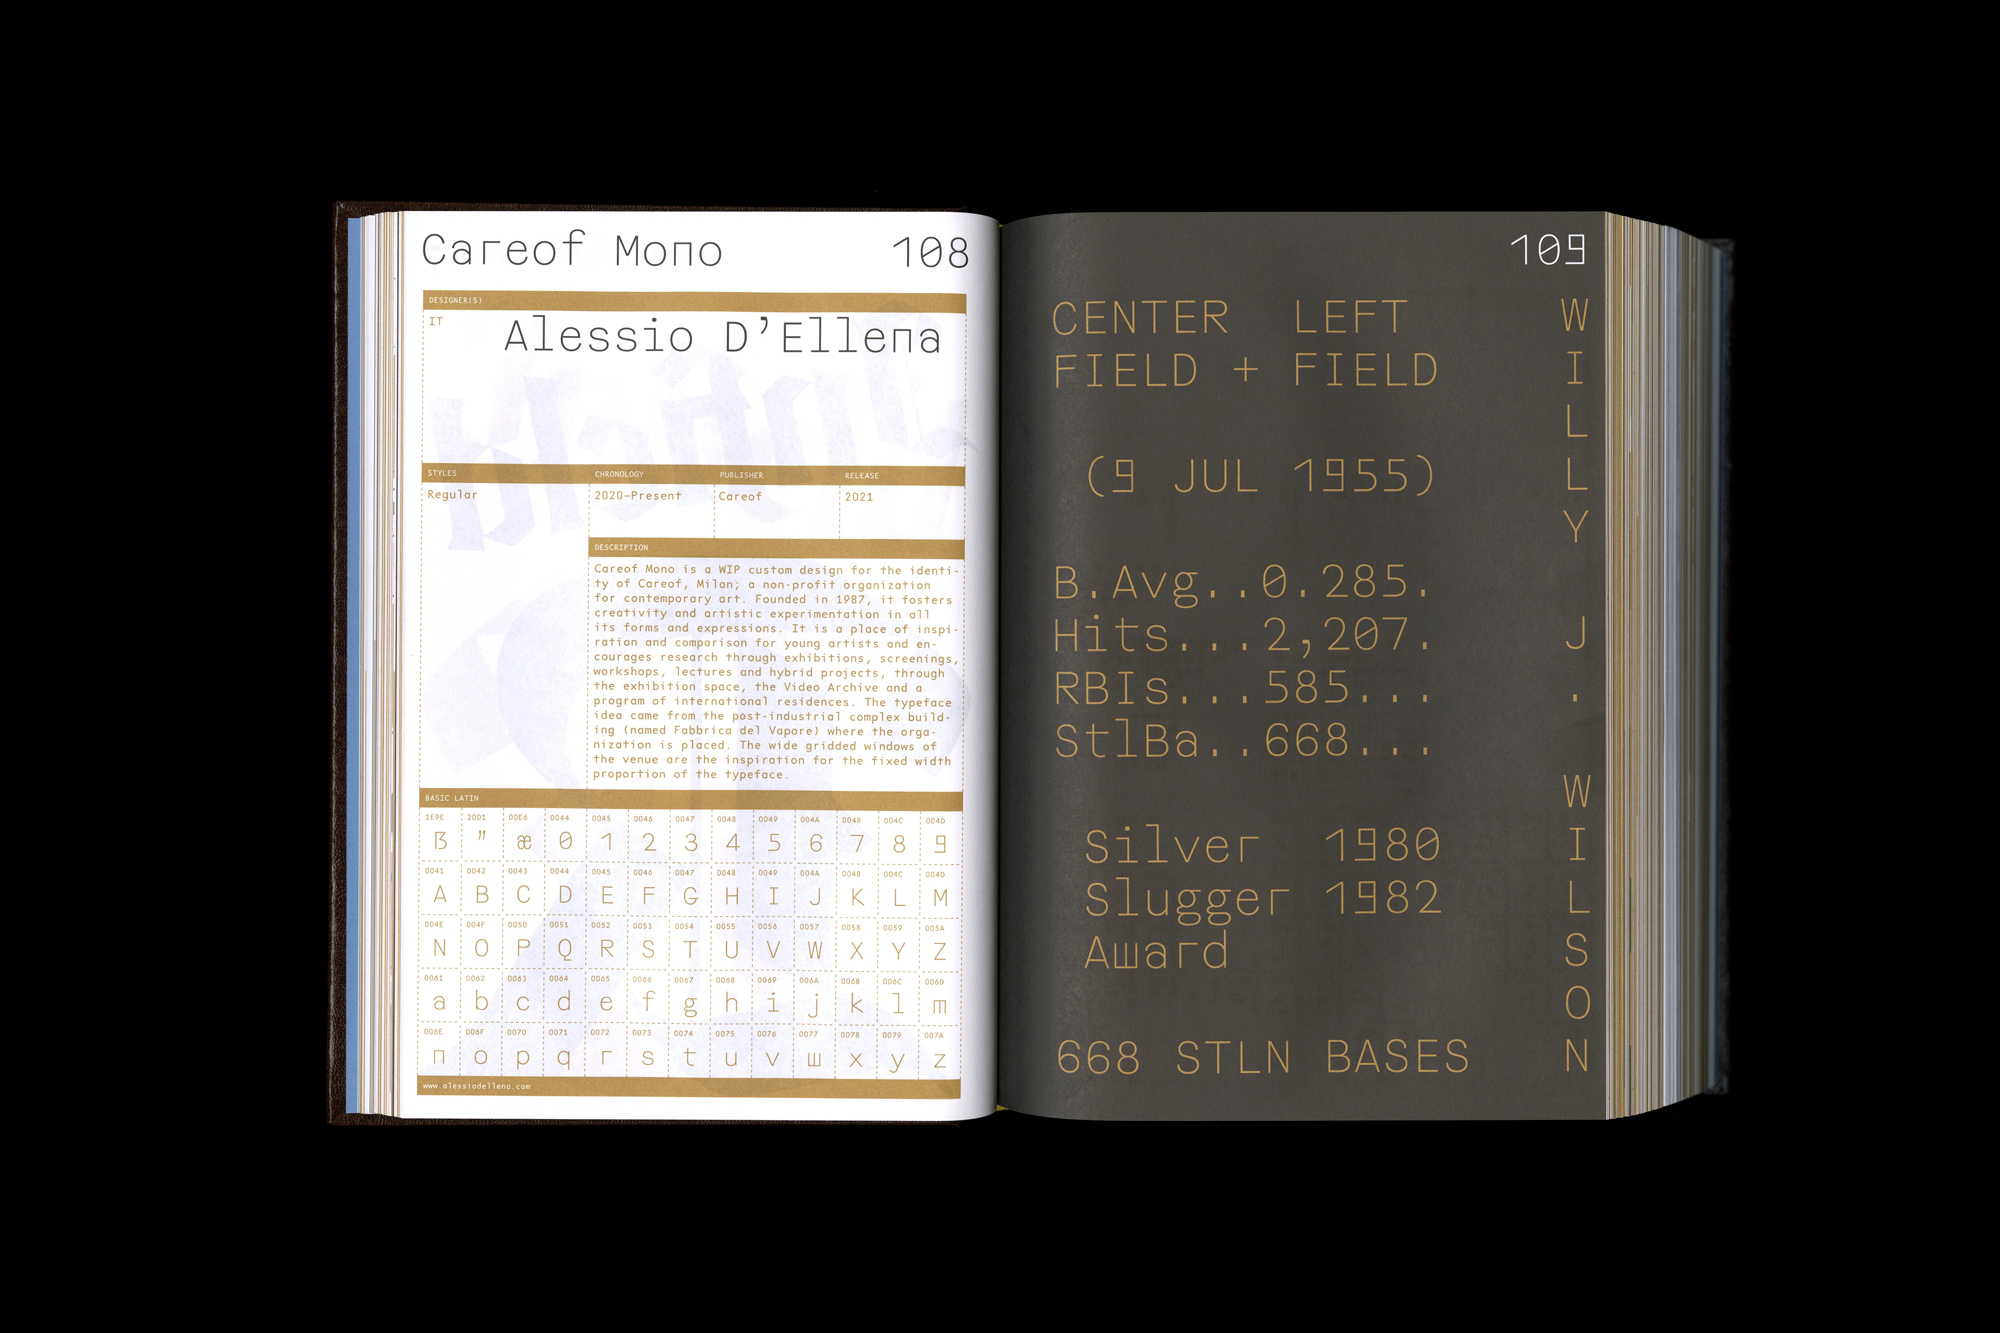 Careof Mono 108
DESIGNER(S)
IT
Alessio D’Ellena
STYLES CHRONOLOGY PUBLISHER RELEASE
Regular 2020–Present Careof 2021
DESCRIPTION
Careof Mono is a WIP custom design for the identi-
ty of Careof, Milan; a non-profit organization
for contemporary art. Founded in 1987, it fosters
creativity and artistic experimentation in all
its forms and expressions. It is a place of inspi-
ration and comparison for young artists and en-
courages research through exhibitions, screenings,
workshops, lectures and hybrid projects, through
the exhibition space, the Video Archive and a
program of international residences. The typeface
idea came from the post-industrial complex build-
ing (named Fabbrica del Vapore) where the orga-
nization is placed. The wide gridded windows of
the venue are the inspiration for the fixed width
proportion of the typeface.
BASIC LATIN
1E9E 20D1 00E6 0044 0045 0046 0047 0048 0049 004A 004B 004C 004D
ẞ " æ 0 1 2 3 4 5 6 7 8 9
0041 0042 0043 0044 0045 0046 0047 0048 0049 004A 004B 004C 004D
A B C D E F G H I J K L M
004E 004F 0050 0051 0052 0053 0054 0055 0056 0057 0058 0059 005A
N O P Q R S T U V W X Y Z
0061 0062 0063 0064 0065 0066 0067 0068 0069 006A 006B 006C 006D
a b c d e f g h i j k l m
006E 006F 0070 0071 0072 0073 0074 0075 0076 0077 0078 0079 007A
n o p q r s t u v w x y z
www.alessiodellena.com
109
CENTER LEFT
FIELD + FIELD
(9 JUL 1955)
B.Avg..0.285.
Hits...2,207.
RBIs...585...
StlBa..668...
Silver 1980
Slugger 1982
Award
668 STLN BASES
WILLY J. WILSON